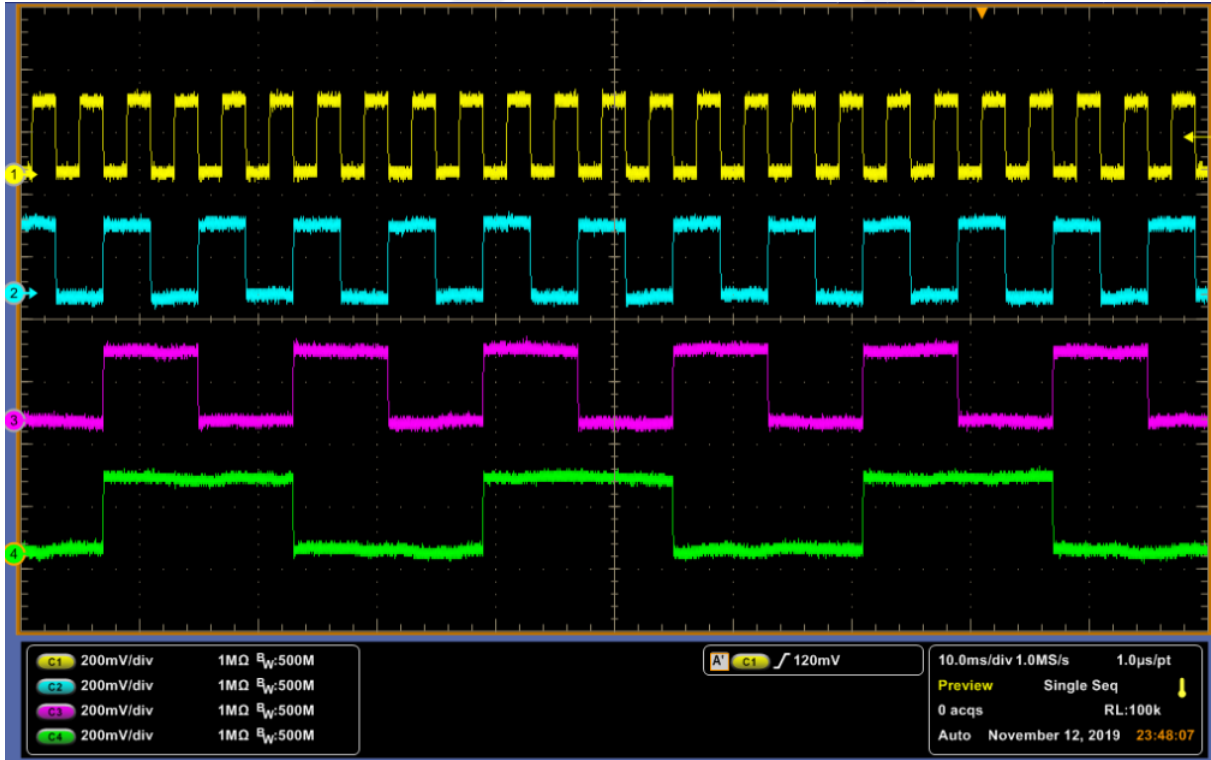 1
2
3
4
C1 200mV/div 1MΩ BW:500M
C2 200mV/div 1MΩ BW:500M
C3 200mV/div 1MΩ BW:500M
C4 200mV/div 1MΩ BW:500M
A' C1 120mV
10.0ms/div 1.0MS/s 1.0µs/pt
Preview Single Seq
0 acqs RL:100k
Auto November 12, 2019 23:48:07